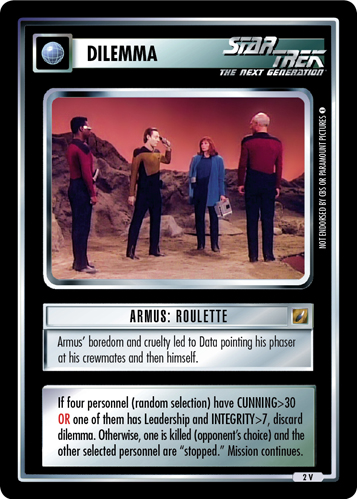 DILEMMA
STAR TREK
THE NEXT GENERATION
NOT ENDORSED BY CBS OR PARAMOUNT PICTURES
ARMUS: ROULETTE
Armus' boredom and cruelty led to Data pointing his phaser
at his crewmates and then himself.
If four personnel (random selection) have CUNNING>30
OR one of them has Leadership and INTEGRITY>7, discard
dilemma. Otherwise, one is killed (opponent's choice) and the
other selected personnel are “stopped.” Mission continues.
2 V